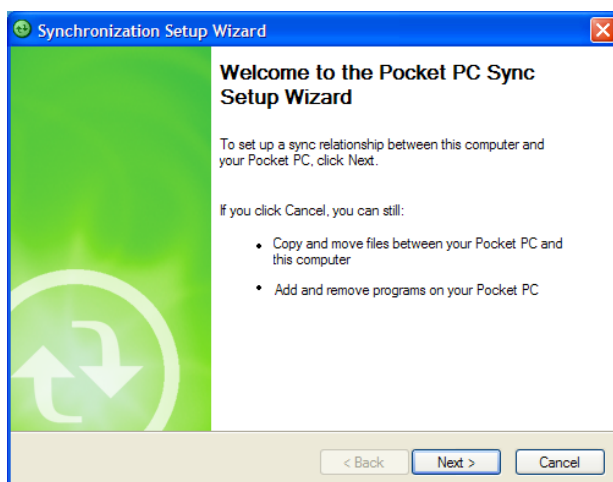 Synchronization Setup Wizard
Welcome to the Pocket PC Sync
Setup Wizard
To set up a sync relationship between this computer and
your Pocket PC, click Next.
If you click Cancel, you can still:
• Copy and move files between your Pocket PC and
this computer
• Add and remove programs on your Pocket PC
< Back Next > Cancel